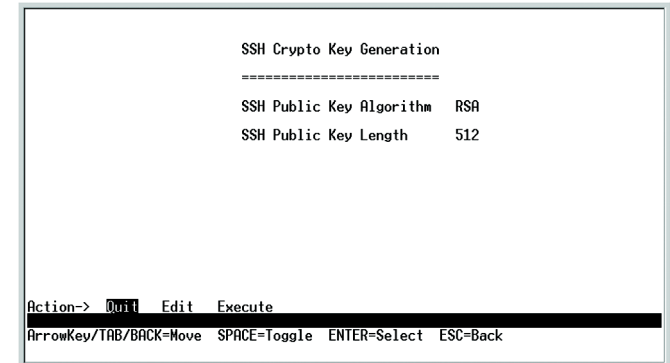 SSH Crypto Key Generation
=========================
SSH Public Key Algorithm RSA
SSH Public Key Length 512
Action-> Quit Edit Execute
ArrowKey/TAB/BACK=Move SPACE=Toggle ENTER=Select ESC=Back